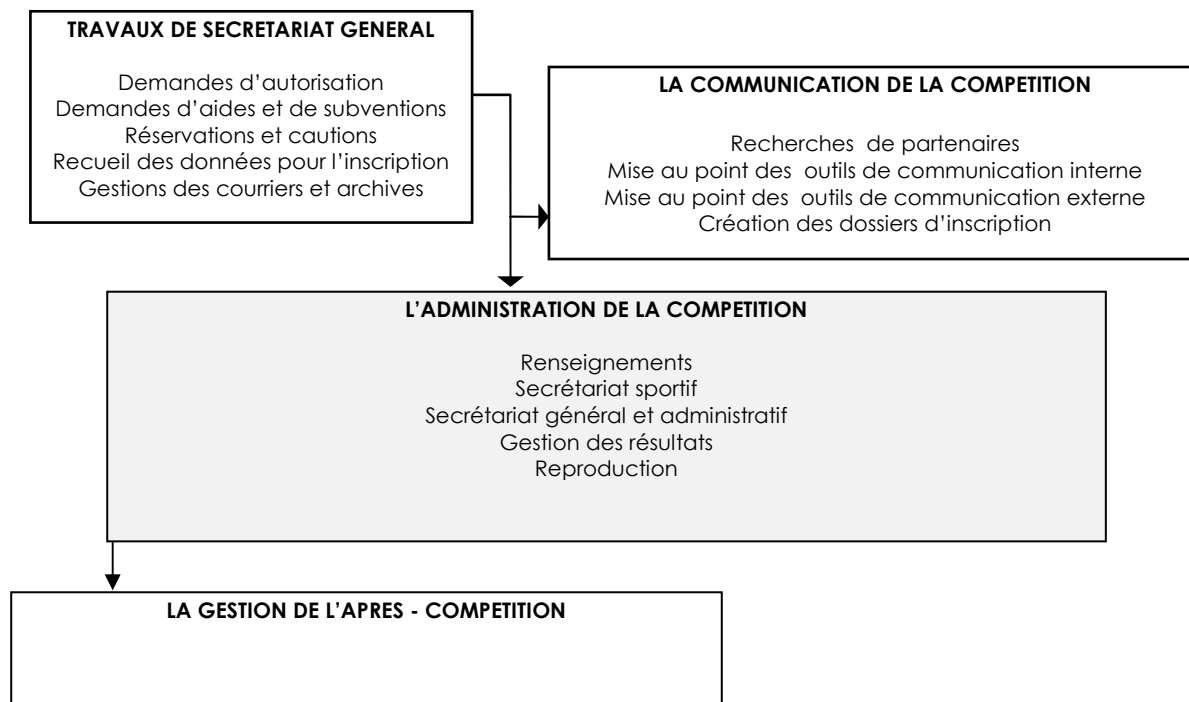 TRAVAUX DE SECRETARIAT GENERAL
Demandes d’autorisation
Demandes d’aides et de subventions
Réservations et cautions
Recueil des données pour l’inscription
Gestions des courriers et archives
LA COMMUNICATION DE LA COMPETITION
Recherches de partenaires
Mise au point des outils de communication interne
Mise au point des outils de communication externe
Création des dossiers d’inscription
L’ADMINISTRATION DE LA COMPETITION
Renseignements
Secrétariat sportif
Secrétariat général et administratif
Gestion des résultats
Reproduction
LA GESTION DE L’APRES - COMPETITION